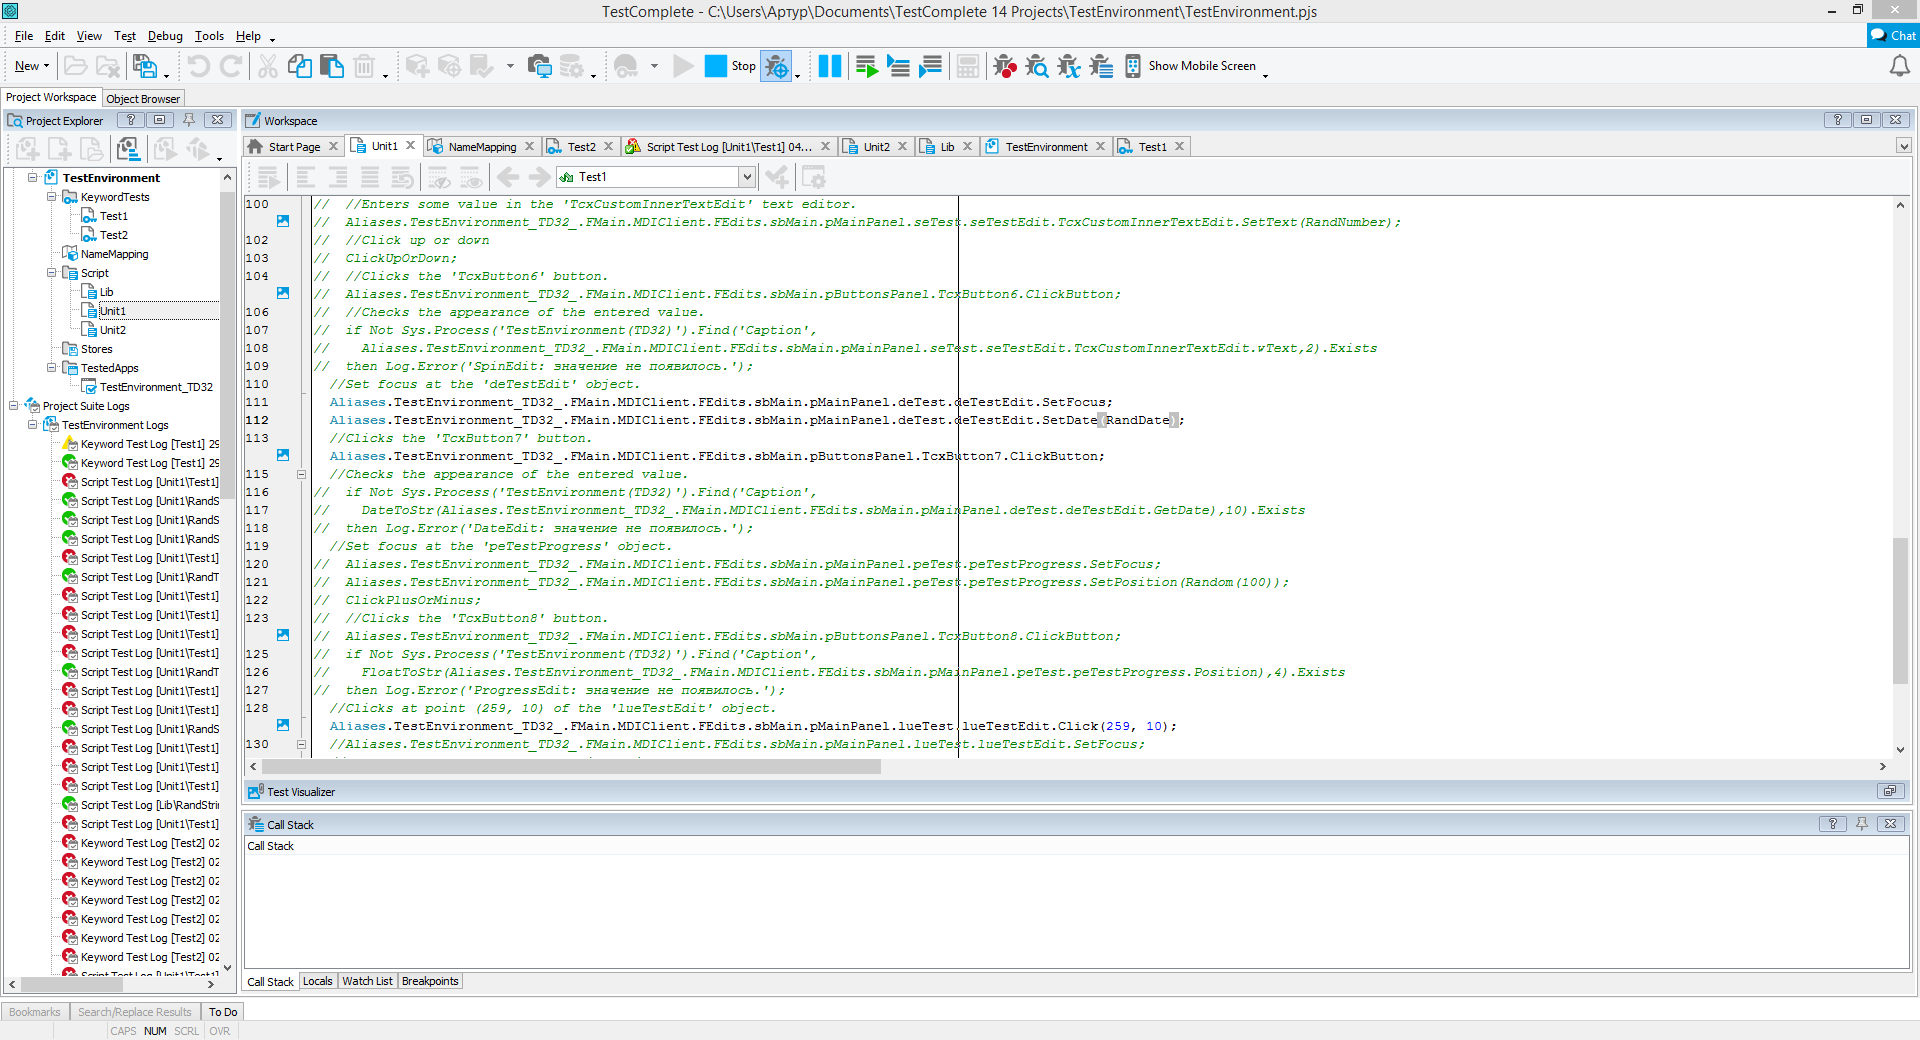 TestComplete - C:\Users\Артур\Documents\TestComplete 14 Projects\TestEnvironment\TestEnvironment.pjs
File Edit View Test Debug Tools Help
Chat
New
Stop
Show Mobile Screen
Project Workspace Object Browser
Project Explorer
Workspace
Start Page Unit1 NameMapping Test2 Script Test Log [Unit1\Test1] 04... Unit2 Lib TestEnvironment Test1
Test1
TestEnvironment
KeywordTests
Test1
Test2
NameMapping
Script
Lib
Unit1
Unit2
Stores
TestedApps
TestEnvironment_TD32
Project Suite Logs
TestEnvironment Logs
Keyword Test Log [Test1] 29
Keyword Test Log [Test1] 29
Script Test Log [Unit1\Test1]
Script Test Log [Unit1\RandS
Script Test Log [Unit1\RandS
Script Test Log [Unit1\RandS
Script Test Log [Unit1\Test1]
Script Test Log [Unit1\RandT
Script Test Log [Unit1\Test1]
Script Test Log [Unit1\Test1]
Script Test Log [Unit1\Test1]
Script Test Log [Unit1\Test1]
Script Test Log [Unit1\RandT
Script Test Log [Unit1\Test1]
Script Test Log [Unit1\Test1]
Script Test Log [Unit1\RandS
Script Test Log [Unit1\Test1]
Script Test Log [Unit1\Test1]
Script Test Log [Unit1\Test1]
Script Test Log [Lib\RandStri
Script Test Log [Unit1\Test1]
Keyword Test Log [Test2] 02
Keyword Test Log [Test2] 02
Keyword Test Log [Test2] 02
Keyword Test Log [Test2] 02
Keyword Test Log [Test2] 02
Keyword Test Log [Test2] 02
Keyword Test Log [Test2] 02
Script Test Log [Unit1\Test1]
100 // //Enters some value in the 'TcxCustomInnerTextEdit' text editor.
// Aliases.TestEnvironment_TD32_.FMain.MDIClient.FEdits.sbMain.pMainPanel.seTest.seTestEdit.TcxCustomInnerTextEdit.SetText(RandNumber);
102 // //Click up or down
103 // ClickUpOrDown;
104 // //Clicks the 'TcxButton6' button.
// Aliases.TestEnvironment_TD32_.FMain.MDIClient.FEdits.sbMain.pButtonsPanel.TcxButton6.ClickButton;
106 // //Checks the appearance of the entered value.
107 // if Not Sys.Process('TestEnvironment(TD32)').Find('Caption',
108 // Aliases.TestEnvironment_TD32_.FMain.MDIClient.FEdits.sbMain.pMainPanel.seTest.seTestEdit.TcxCustomInnerTextEdit.wText,2).Exists
109 // then Log.Error('SpinEdit: значение не появилось.');
110 //Set focus at the 'deTestEdit' object.
111 Aliases.TestEnvironment_TD32_.FMain.MDIClient.FEdits.sbMain.pMainPanel.deTest.deTestEdit.SetFocus;
112 Aliases.TestEnvironment_TD32_.FMain.MDIClient.FEdits.sbMain.pMainPanel.deTest.deTestEdit.SetDate(RandDate);
113 //Clicks the 'TcxButton7' button.
Aliases.TestEnvironment_TD32_.FMain.MDIClient.FEdits.sbMain.pButtonsPanel.TcxButton7.ClickButton;
115 //Checks the appearance of the entered value.
116 // if Not Sys.Process('TestEnvironment(TD32)').Find('Caption',
117 // DateToStr(Aliases.TestEnvironment_TD32_.FMain.MDIClient.FEdits.sbMain.pMainPanel.deTest.deTestEdit.GetDate),10).Exists
118 // then Log.Error('DateEdit: значение не появилось.');
119 //Set focus at the 'peTestProgress' object.
120 // Aliases.TestEnvironment_TD32_.FMain.MDIClient.FEdits.sbMain.pMainPanel.peTest.peTestProgress.SetFocus;
121 // Aliases.TestEnvironment_TD32_.FMain.MDIClient.FEdits.sbMain.pMainPanel.peTest.peTestProgress.SetPosition(Random(100));
122 // ClickPlusOrMinus;
123 // //Clicks the 'TcxButton8' button.
// Aliases.TestEnvironment_TD32_.FMain.MDIClient.FEdits.sbMain.pButtonsPanel.TcxButton8.ClickButton;
125 // if Not Sys.Process('TestEnvironment(TD32)').Find('Caption',
126 // FloatToStr(Aliases.TestEnvironment_TD32_.FMain.MDIClient.FEdits.sbMain.pMainPanel.peTest.peTestProgress.Position),4).Exists
127 // then Log.Error('ProgressEdit: значение не появилось.');
128 //Clicks at point (259, 10) of the 'lueTestEdit' object.
Aliases.TestEnvironment_TD32_.FMain.MDIClient.FEdits.sbMain.pMainPanel.lueTest.lueTestEdit.Click(259, 10);
130 //Aliases.TestEnvironment_TD32_.FMain.MDIClient.FEdits.sbMain.pMainPanel.lueTest.lueTestEdit.SetFocus;
Test Visualizer
Call Stack
Call Stack
Call Stack Locals Watch List Breakpoints
Bookmarks Search/Replace Results To Do
CAPS NUM SCRL OVR